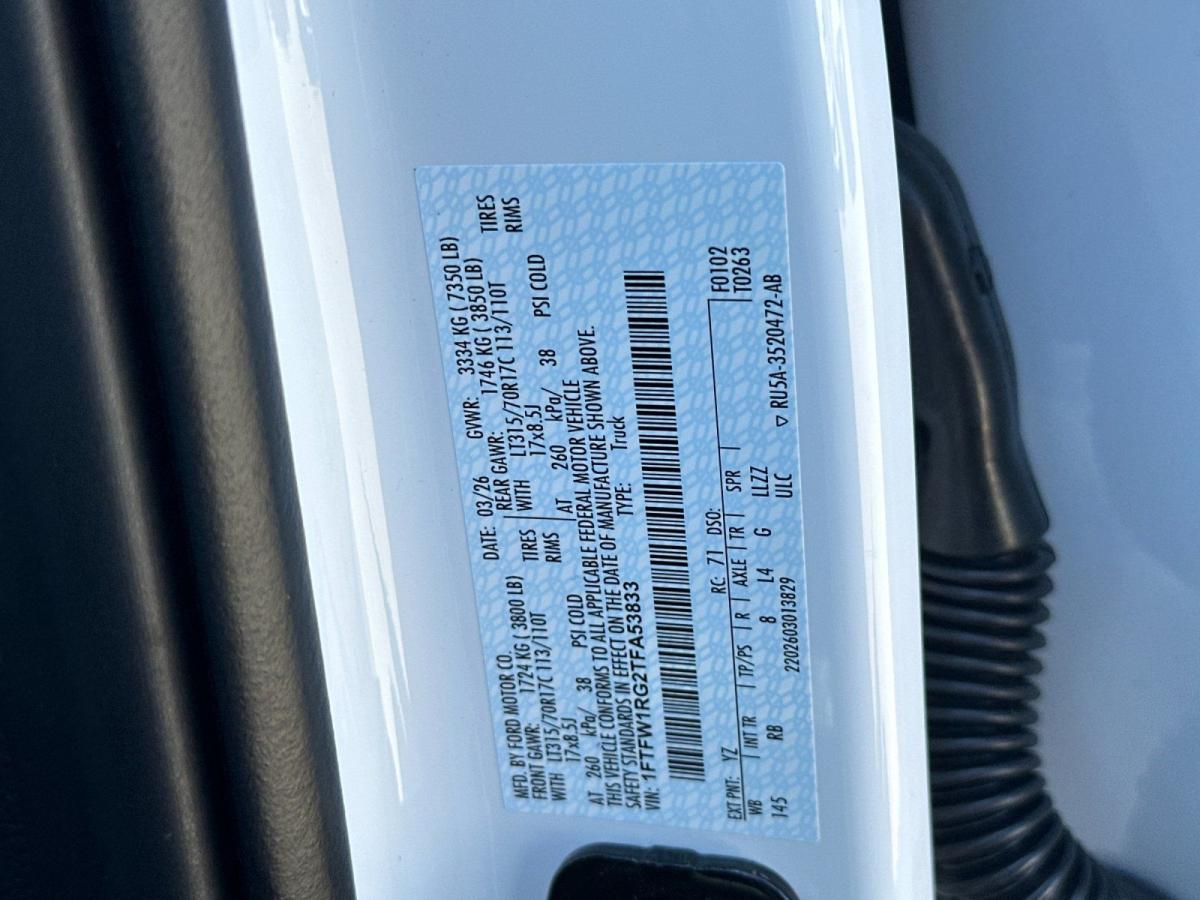 MFD. BY FORD MOTOR CO. DATE: 03/26 GVWR: 3334 KG ( 7350 LB)
FRONT GAWR: 1724 KG ( 3800 LB) REAR GAWR: 1746 KG ( 3850 LB)
WITH LT315/70R17C 113/110T TIRES WITH LT315/70R17C 113/110T TIRES
17x8.5J RIMS 17x8.5J RIMS
AT 260 kPa/ 38 PSI COLD AT 260 kPa/ 38 PSI COLD
THIS VEHICLE CONFORMS TO ALL APPLICABLE FEDERAL MOTOR VEHICLE
SAFETY STANDARDS IN EFFECT ON THE DATE OF MANUFACTURE SHOWN ABOVE.
VIN: 1FTFW1RG2TFA53833 TYPE: Truck
EXT PNT: YZ RC: 71 DSO: F0102
WB INT TR TP/PS R AXLE TR SPR T0263
145 RB 8 L4 G LLZZ
2202603013829 ULC ▽ RU5A-3520472-AB